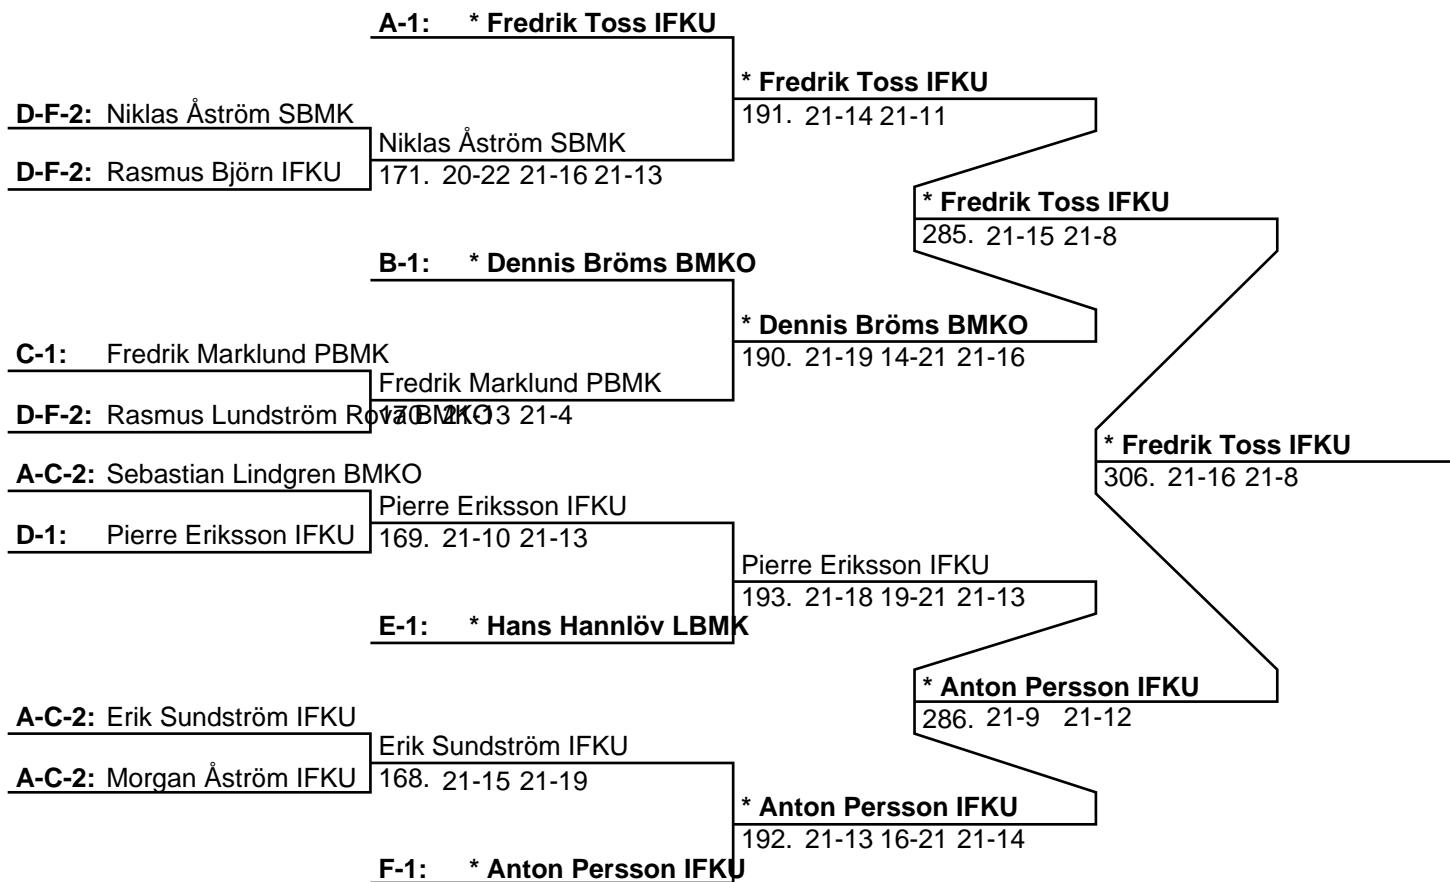 A-1: * Fredrik Toss IFKU
* Fredrik Toss IFKU
D-F-2: Niklas Åström SBMK
191. 21-14 21-11
Niklas Åström SBMK
D-F-2: Rasmus Björn IFKU
171. 20-22 21-16 21-13
* Fredrik Toss IFKU
285. 21-15 21-8
B-1: * Dennis Bröms BMKO
* Dennis Bröms BMKO
C-1: Fredrik Marklund PBMK
190. 21-19 14-21 21-16
Fredrik Marklund PBMK
D-F-2: Rasmus Lundström Rova BMKO
170. 21-13 21-4
* Fredrik Toss IFKU
306. 21-16 21-8
A-C-2: Sebastian Lindgren BMKO
Pierre Eriksson IFKU
D-1: Pierre Eriksson IFKU
169. 21-10 21-13
Pierre Eriksson IFKU
193. 21-18 19-21 21-13
E-1: * Hans Hannlöv LBMK
* Anton Persson IFKU
286. 21-9 21-12
A-C-2: Erik Sundström IFKU
Erik Sundström IFKU
A-C-2: Morgan Åström IFKU
168. 21-15 21-19
* Anton Persson IFKU
192. 21-13 16-21 21-14
F-1: * Anton Persson IFKU